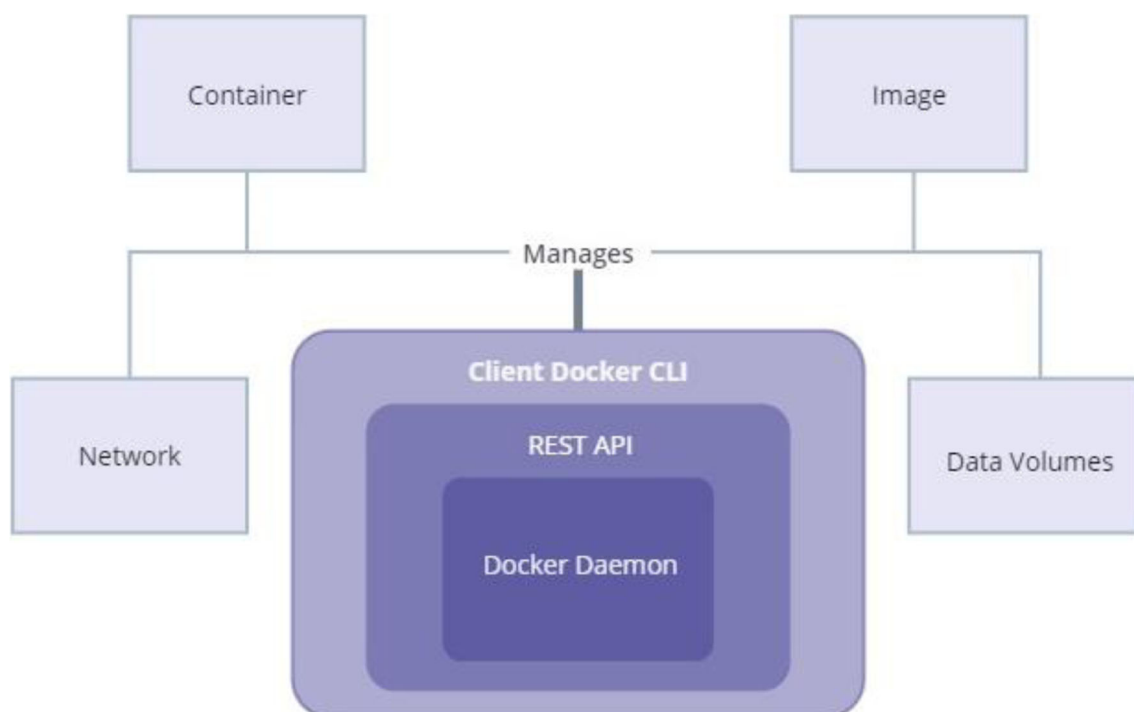 Container
Image
Manages
Client Docker CLI
REST API
Network
Data Volumes
Docker Daemon